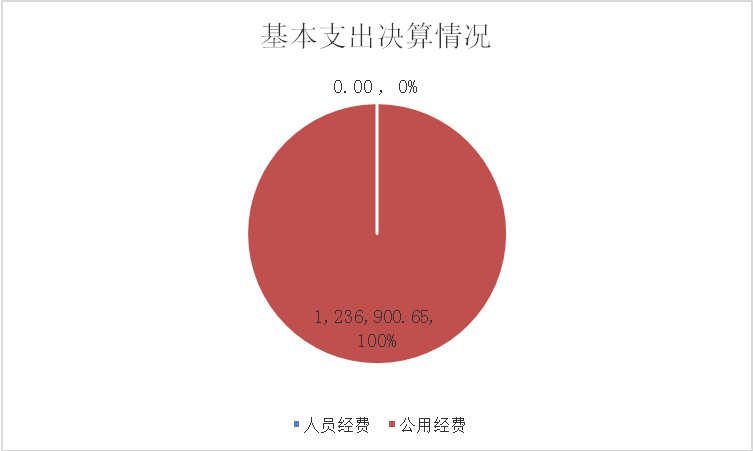 基本支出决算情况
0.00, 0%
1,236,900.65,
100%
人员经费 公用经费